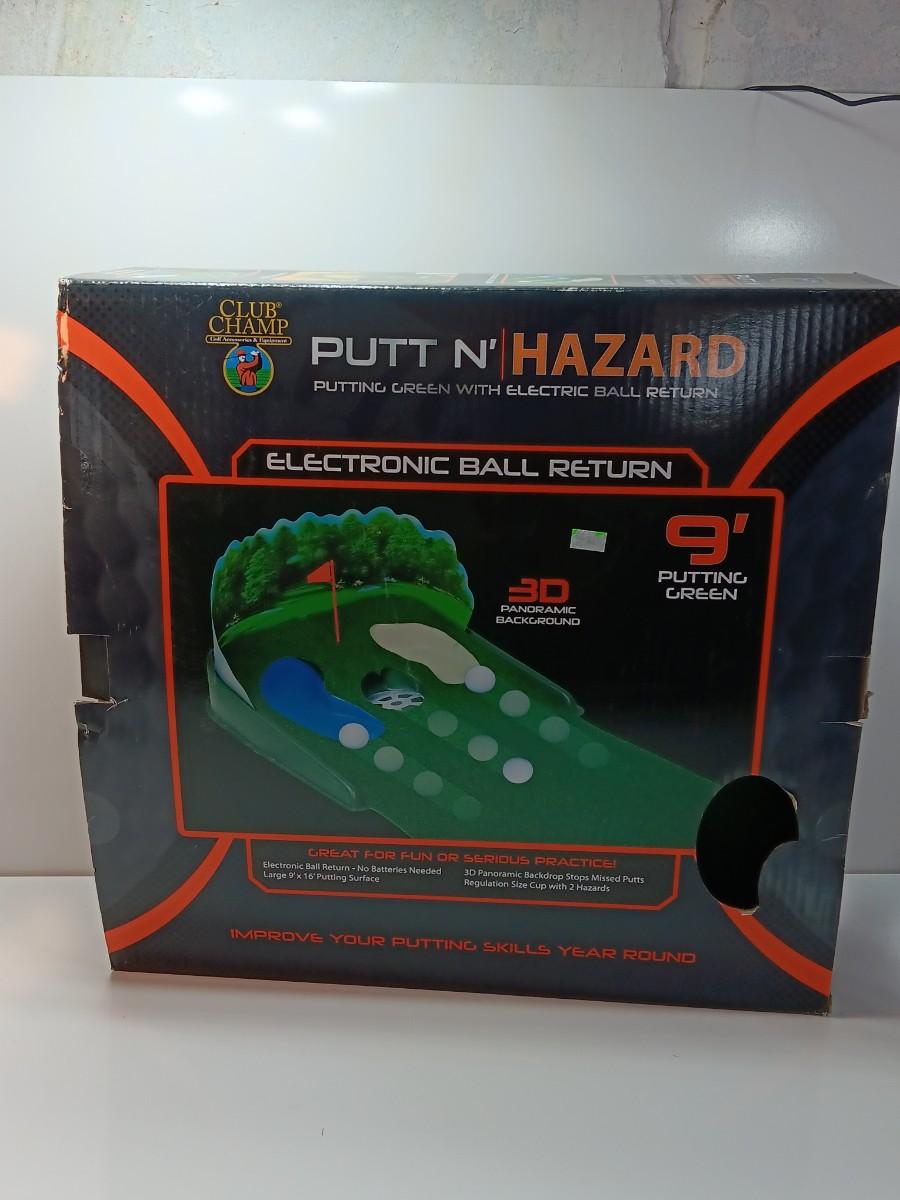 CLUB®
CHAMP
Golf Accessories & Equipment
PUTT N' HAZARD
PUTTING GREEN WITH ELECTRIC BALL RETURN
ELECTRONIC BALL RETURN
9'
PUTTING
GREEN
3D
PANORAMIC
BACKGROUND
GREAT FOR FUN OR SERIOUS PRACTICE!
Electronic Ball Return - No Batteries Needed
Large 9' x 16' Putting Surface
3D Panoramic Backdrop Stops Missed Putts
Regulation Size Cup with 2 Hazards
IMPROVE YOUR PUTTING SKILLS YEAR ROUND